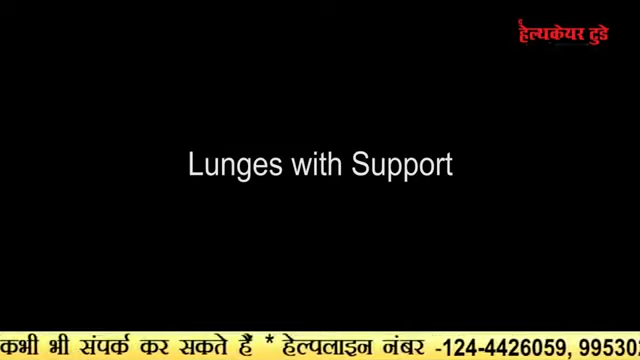 हैल्थकेयर टुडे
Lunges with Support
कभी भी संपर्क कर सकते हैं * हेल्पलाइन नंबर -124-4426059, 99530